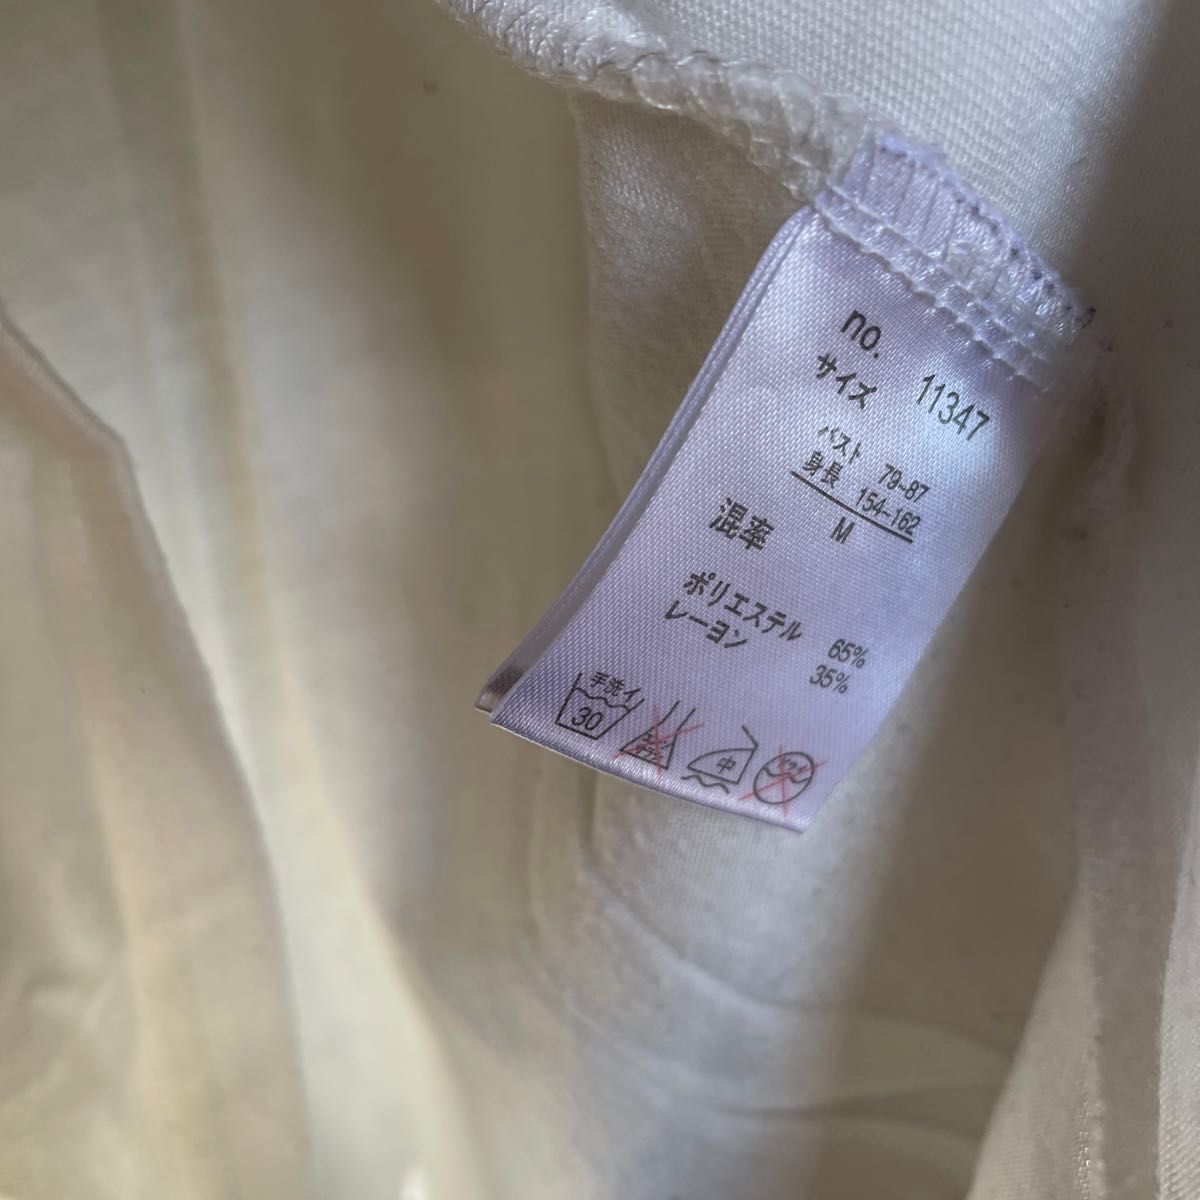 no. 11347
サイズ
バスト 79~87
身長 154~162
M
混率
ポリエステル 65%
レーヨン 35%
手洗イ
30
中